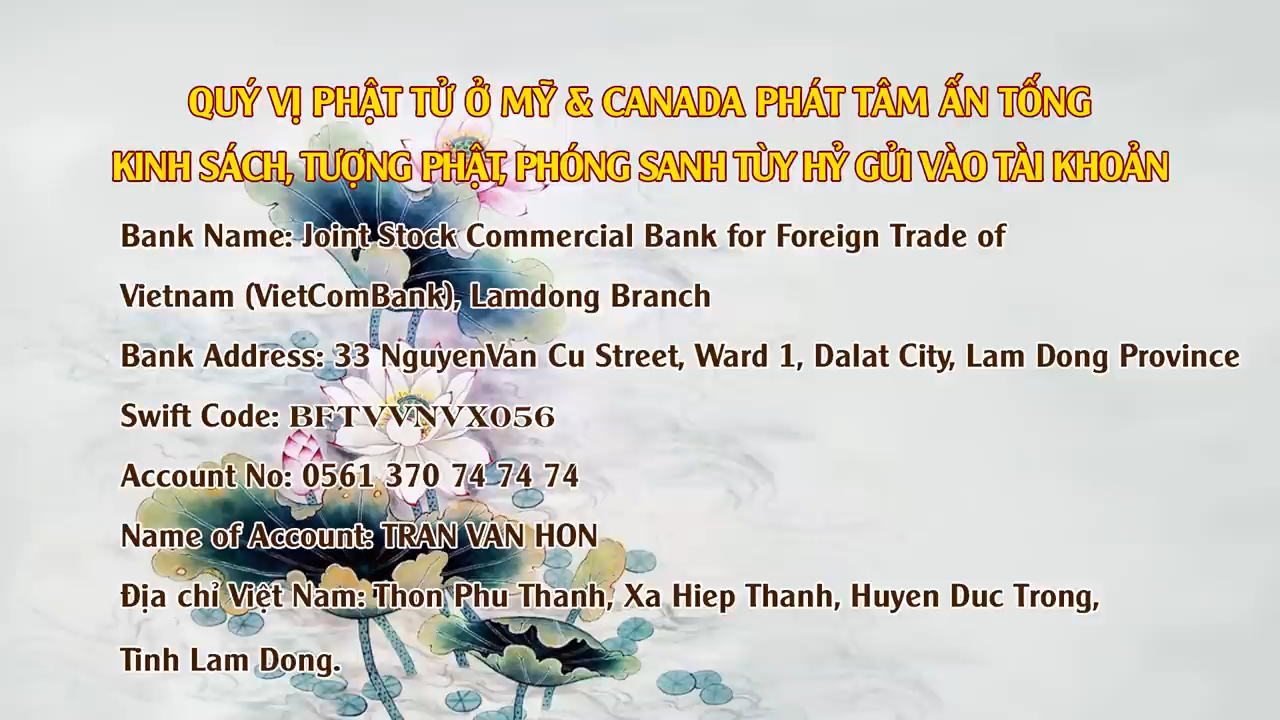 QUÝ VỊ PHẬT TỬ Ở MỸ & CANADA PHÁT TÂM ẤN TỐNG
KINH SÁCH, TƯỢNG PHẬT, PHÓNG SANH TÙY HỶ GỬI VÀO TÀI KHOẢN
Bank Name: Joint Stock Commercial Bank for Foreign Trade of
Vietnam (VietComBank), Lamdong Branch
Bank Address: 33 NguyenVan Cu Street, Ward 1, Dalat City, Lam Dong Province
Swift Code: BFTVVNVX056
Account No: 0561 370 74 74 74
Name of Account: TRAN VAN HON
Địa chỉ Việt Nam: Thon Phu Thanh, Xa Hiep Thanh, Huyen Duc Trong,
Tinh Lam Dong.